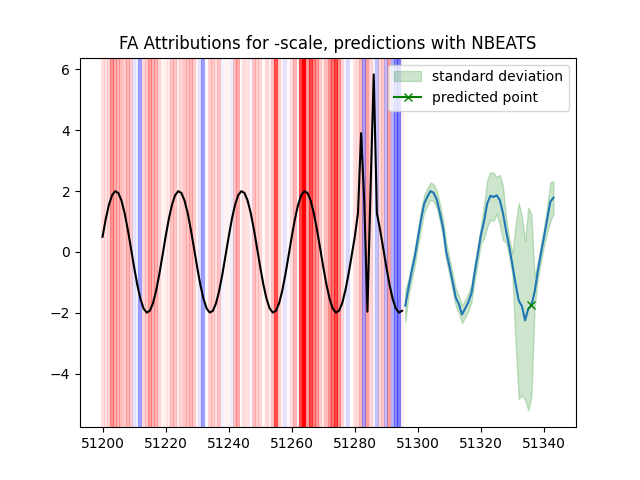 FA Attributions for -scale, predictions with NBEATS
standard deviation
predicted point
6
4
2
0
−2
−4
51200 51220 51240 51260 51280 51300 51320 51340